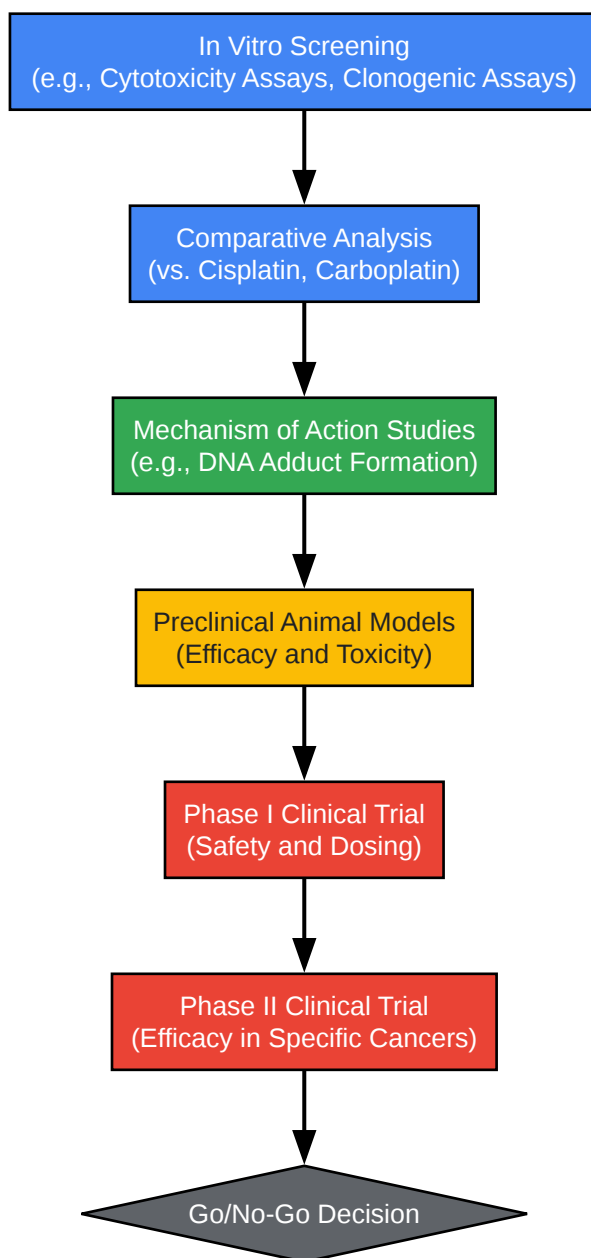 In Vitro Screening
(e.g., Cytotoxicity Assays, Clonogenic Assays)
Comparative Analysis
(vs. Cisplatin, Carboplatin)
Mechanism of Action Studies
(e.g., DNA Adduct Formation)
Preclinical Animal Models
(Efficacy and Toxicity)
Phase I Clinical Trial
(Safety and Dosing)
Phase II Clinical Trial
(Efficacy in Specific Cancers)
Go/No-Go Decision